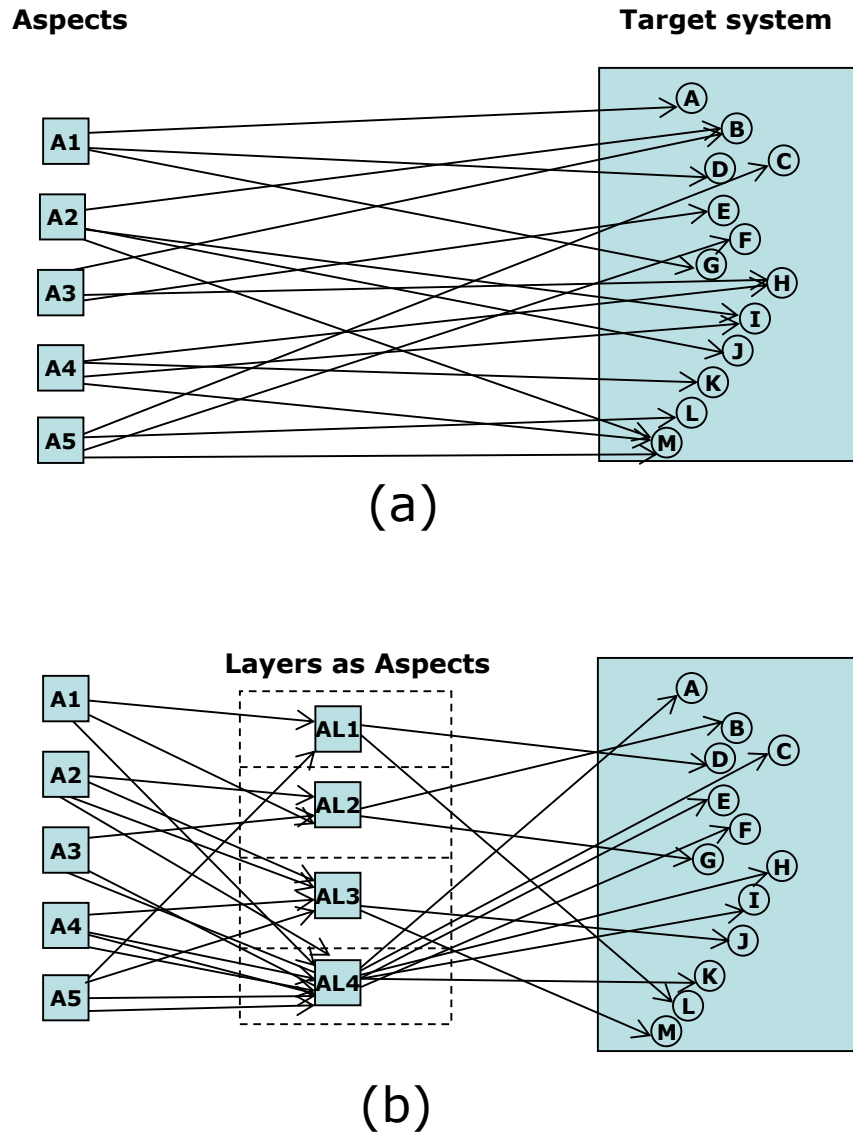 Aspects
Target system
A
A1
B
C
D
A2
E
F
G
A3
H
I
J
A4
K
L
A5
M
(a)
Layers as Aspects
A1
A
AL1
B
C
A2
D
AL2
E
F
A3
G
H
AL3
I
A4
J
AL4
K
A5
L
M
(b)